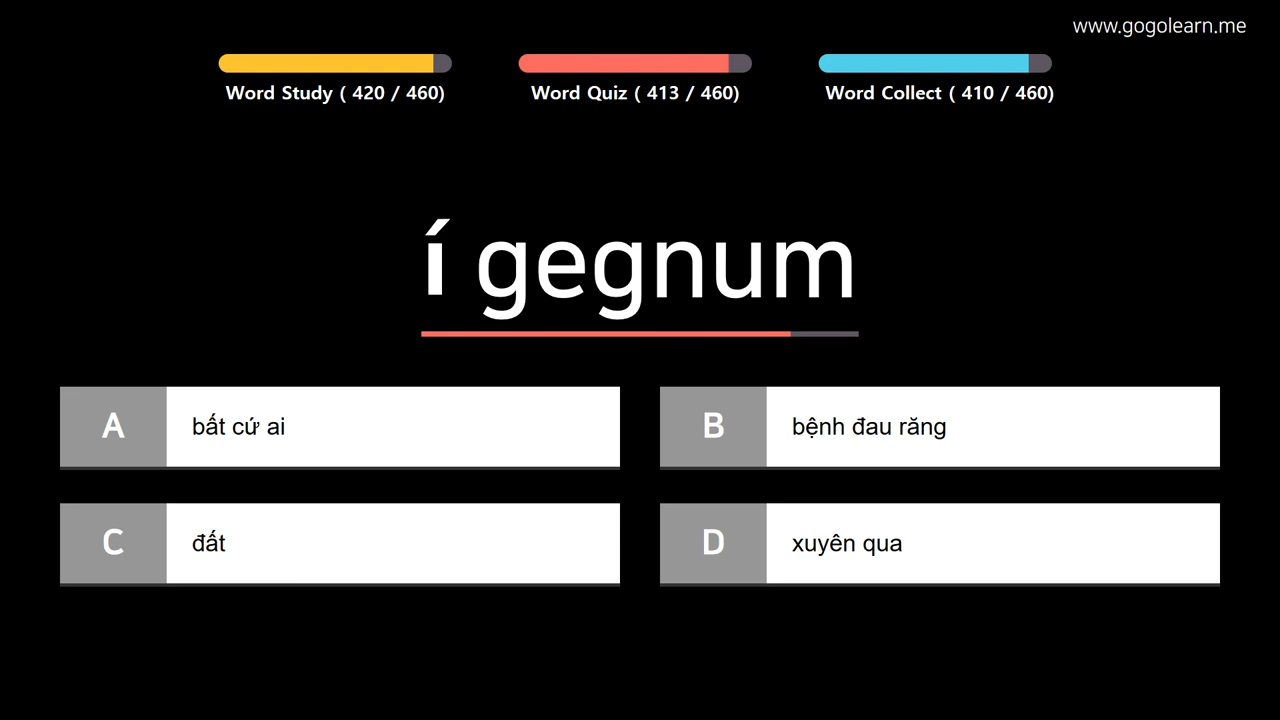 www.gogolearn.me
Word Study ( 420 / 460)
Word Quiz ( 413 / 460)
Word Collect ( 410 / 460)
í gegnum
A bất cứ ai
B bệnh đau răng
C đất
D xuyên qua